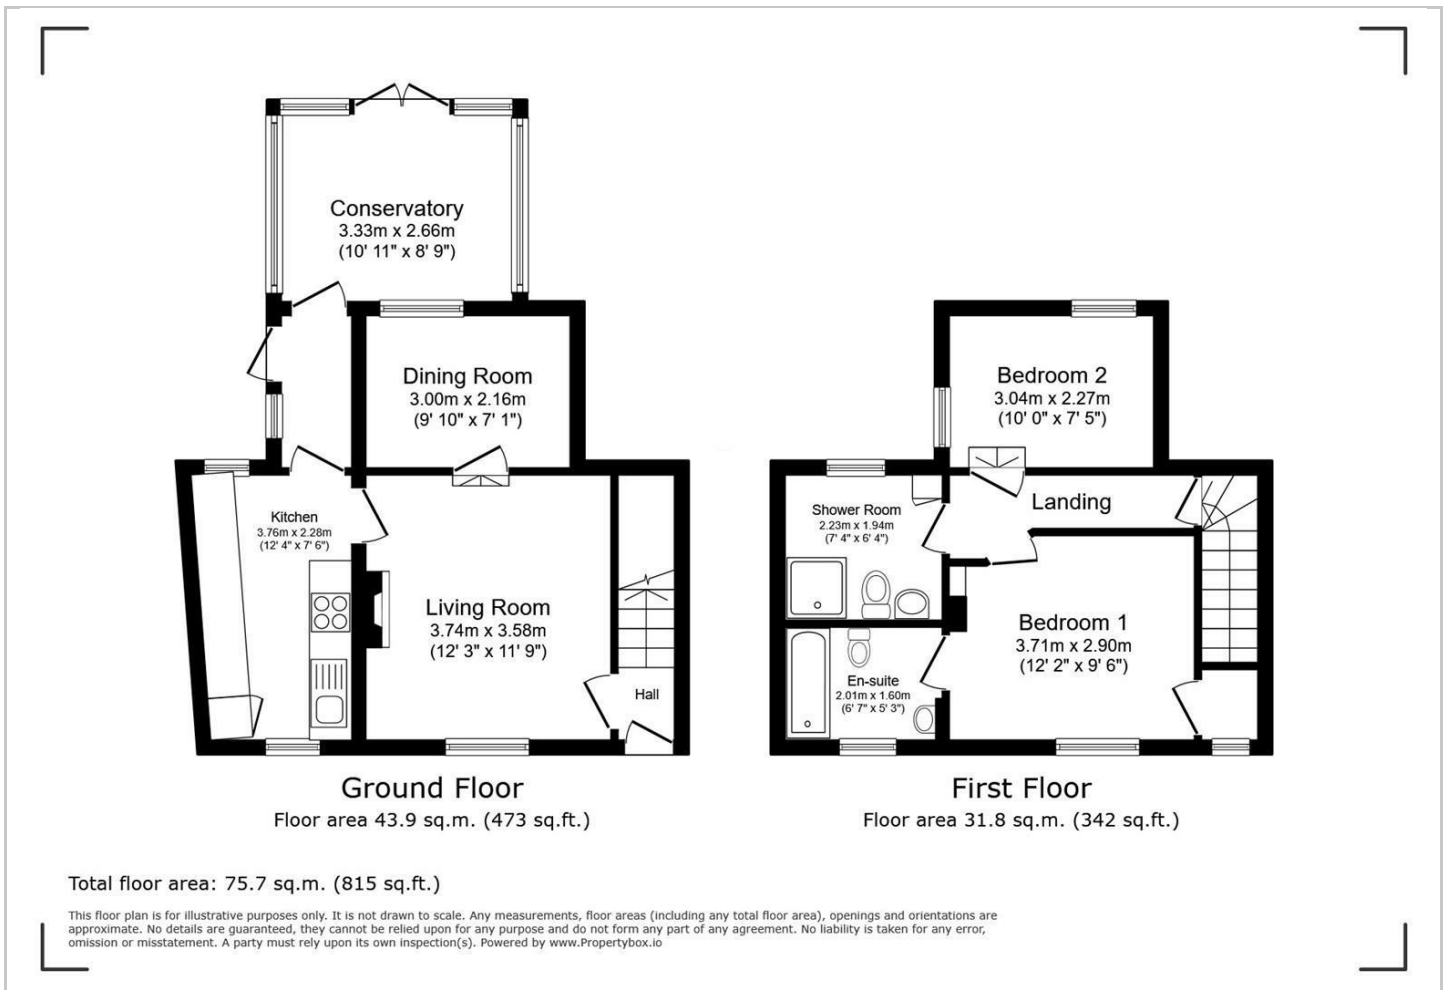 Conservatory
3.33m x 2.66m
(10' 11" x 8' 9")
Dining Room
3.00m x 2.16m
(9' 10" x 7' 1")
Kitchen
3.76m x 2.28m
(12' 4" x 7' 6")
Living Room
3.74m x 3.58m
(12' 3" x 11' 9")
Hall
Ground Floor
Floor area 43.9 sq.m. (473 sq.ft.)
Bedroom 2
3.04m x 2.27m
(10' 0" x 7' 5")
Landing
Shower Room
2.23m x 1.94m
(7' 4" x 6' 4")
Bedroom 1
3.71m x 2.90m
(12' 2" x 9' 6")
En-suite
2.01m x 1.60m
(6' 7" x 5' 3")
First Floor
Floor area 31.8 sq.m. (342 sq.ft.)
Total floor area: 75.7 sq.m. (815 sq.ft.)
This floor plan is for illustrative purposes only. It is not drawn to scale. Any measurements, floor areas (including any total floor area), openings and orientations are
approximate. No details are guaranteed, they cannot be relied upon for any purpose and do not form any part of any agreement. No liability is taken for any error,
omission or misstatement. A party must rely upon its own inspection(s). Powered by www.Propertybox.io